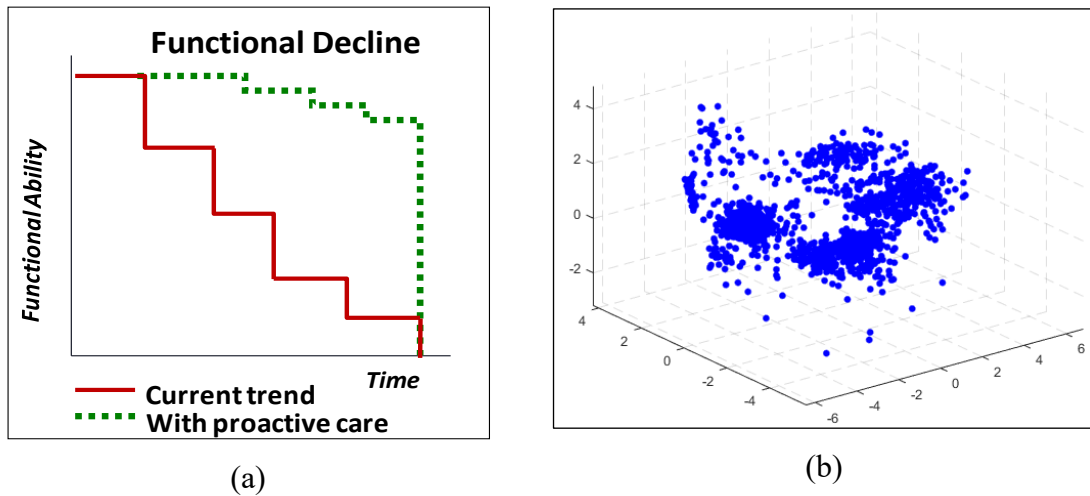 Functional Decline
Functional Ability
Time
Current trend
With proactive care
(a)
4
2
0
-2
4
2
0
-2
-4
-6
-4
-2
0
2
4
6
(b)